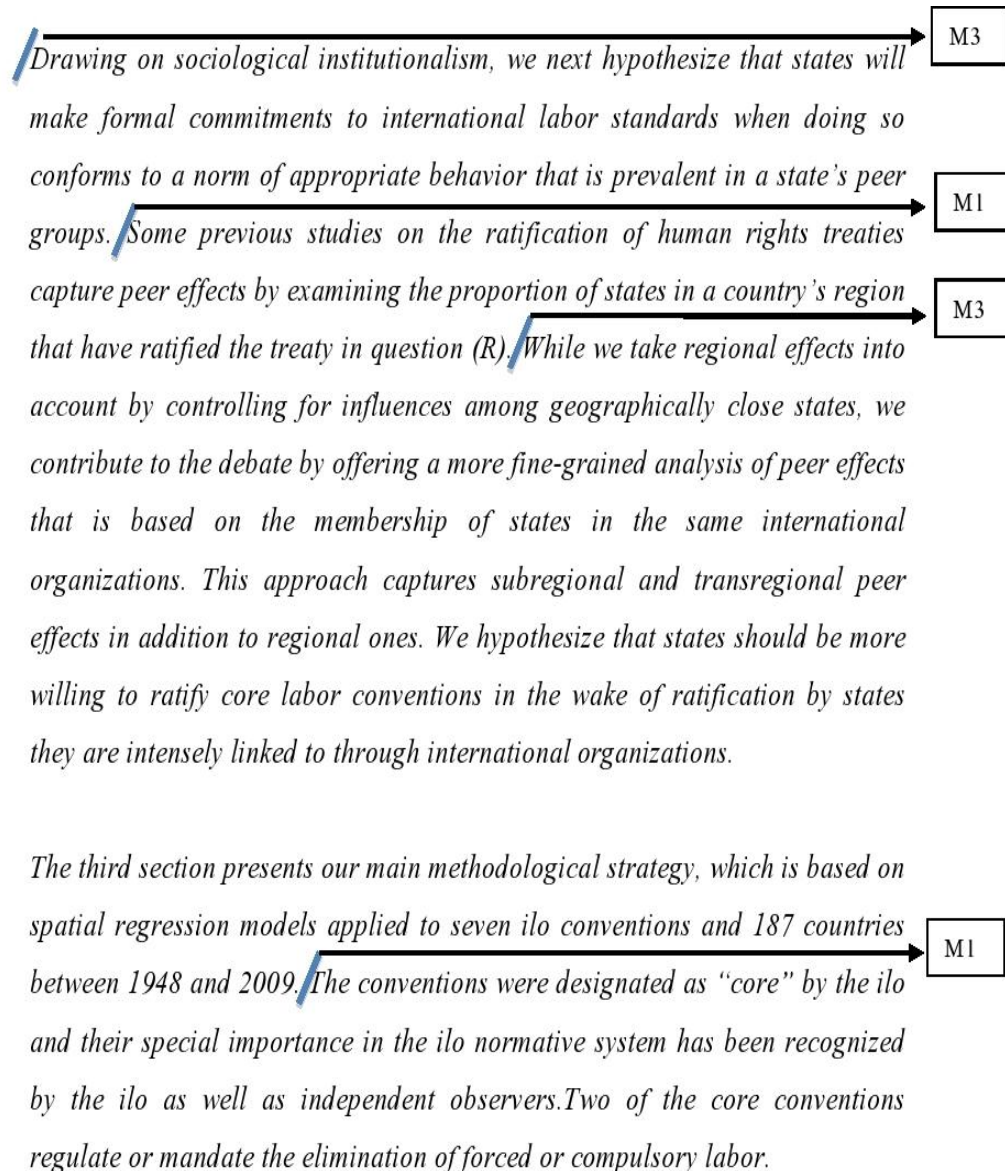 M3
Drawing on sociological institutionalism, we next hypothesize that states will
make formal commitments to international labor standards when doing so
conforms to a norm of appropriate behavior that is prevalent in a state's peer
M1
groups. Some previous studies on the ratification of human rights treaties
capture peer effects by examining the proportion of states in a country's region
M3
that have ratified the treaty in question (R). While we take regional effects into
account by controlling for influences among geographically close states, we
contribute to the debate by offering a more fine-grained analysis of peer effects
that is based on the membership of states in the same international
organizations. This approach captures subregional and transregional peer
effects in addition to regional ones. We hypothesize that states should be more
willing to ratify core labor conventions in the wake of ratification by states
they are intensely linked to through international organizations.
The third section presents our main methodological strategy, which is based on
spatial regression models applied to seven ilo conventions and 187 countries
M1
between 1948 and 2009. The conventions were designated as “core” by the ilo
and their special importance in the ilo normative system has been recognized
by the ilo as well as independent observers.Two of the core conventions
regulate or mandate the elimination of forced or compulsory labor.